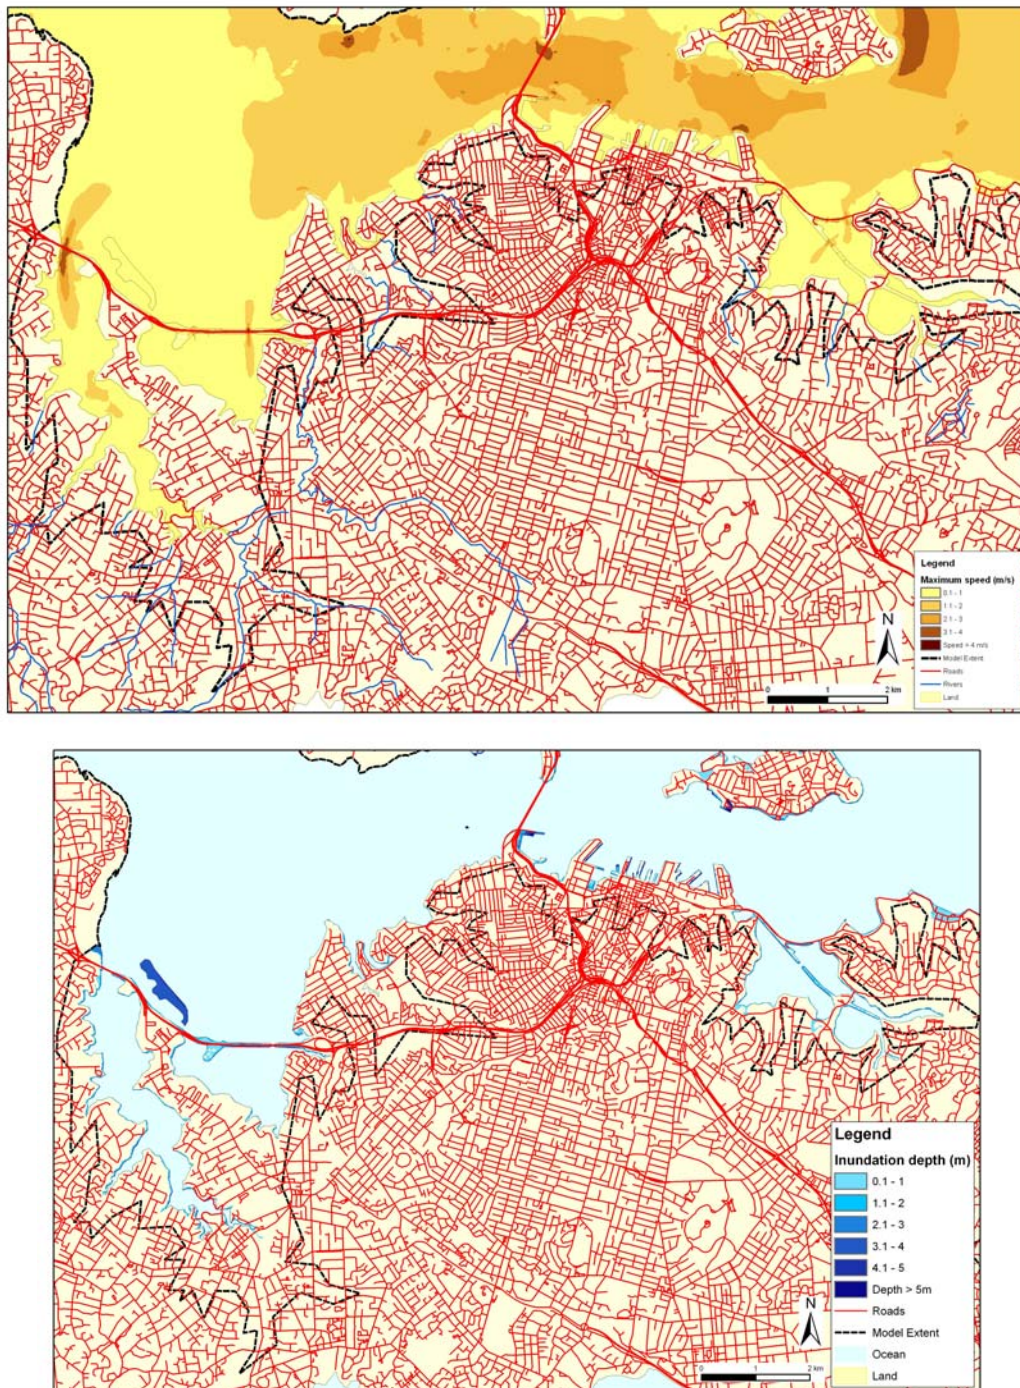 Legend
Maximum speed (m/s)
0.1 - 1
1.1 - 2
2.1 - 3
3.1 - 4
Speed > 4 m/s
Model Extent
Roads
Rivers
Land
N
0 1 2 km
Legend
Inundation depth (m)
0.1 - 1
1.1 - 2
2.1 - 3
3.1 - 4
4.1 - 5
Depth > 5m
Roads
Model Extent
Ocean
Land
N
0 1 2 km